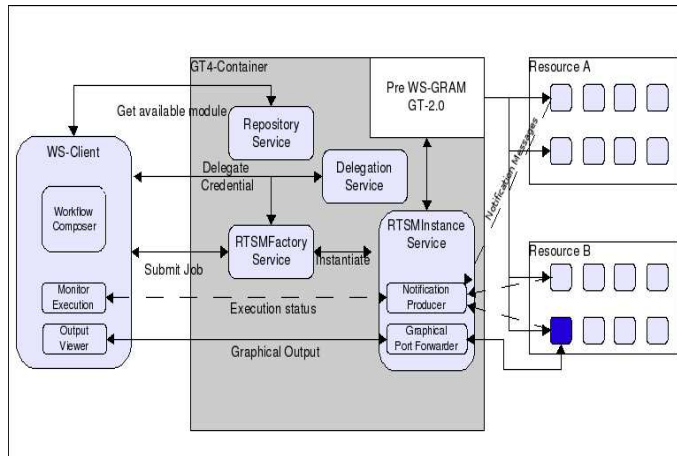 GT4-Container
Pre WS-GRAM
GT-2.0
Resource A
Get available module
Repository
Service
WS-Client
Workflow
Composer
Delegate
Credential
Delegation
Service
Notification Messages
RTSMFactory
Service
Submit Job
Instantiate
RTSMInstance
Service
Resource B
Monitor
Execution
Execution status
Notification
Producer
Output
Viewer
Graphical Output
Graphical
Port Forwarder